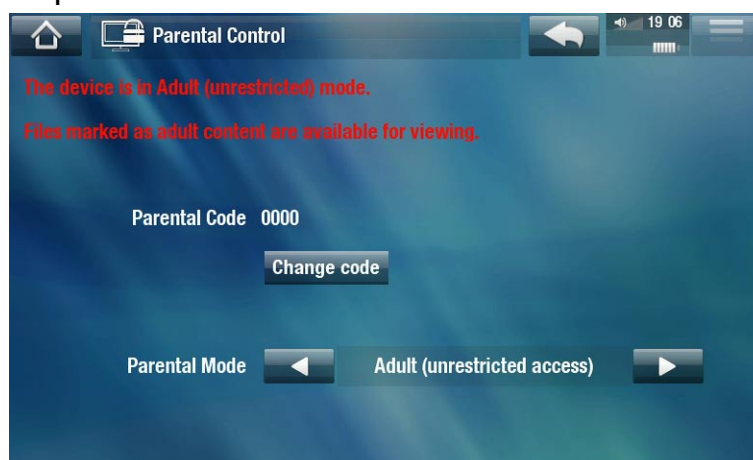 Parental Control
19 06
The device is in Adult (unrestricted) mode.
Files marked as adult content are available for viewing.
Parental Code 0000
Change code
Parental Mode Adult (unrestricted access)